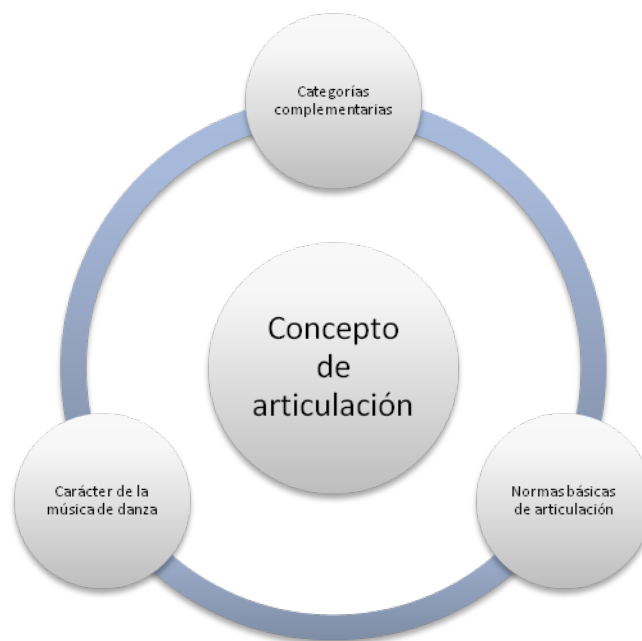 Categorías
complementarias
Concepto
de
articulación
Carácter de la
música de danza
Normas básicas
de articulación